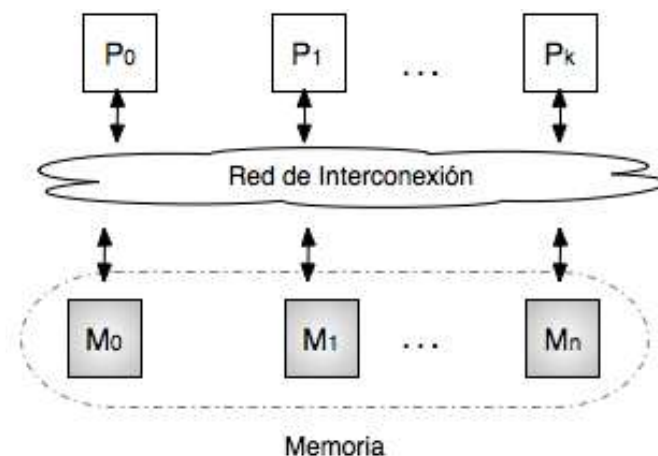 P0 P1 ... Pk
Red de Interconexión
M0 M1 ... Mn
Memoria